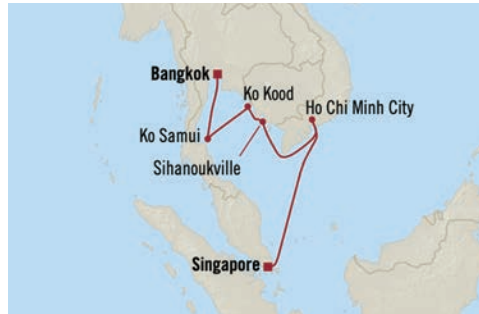 Bangkok
Ko Kood
Ho Chi Minh City
Ko Samui
Sihanoukville
Singapore